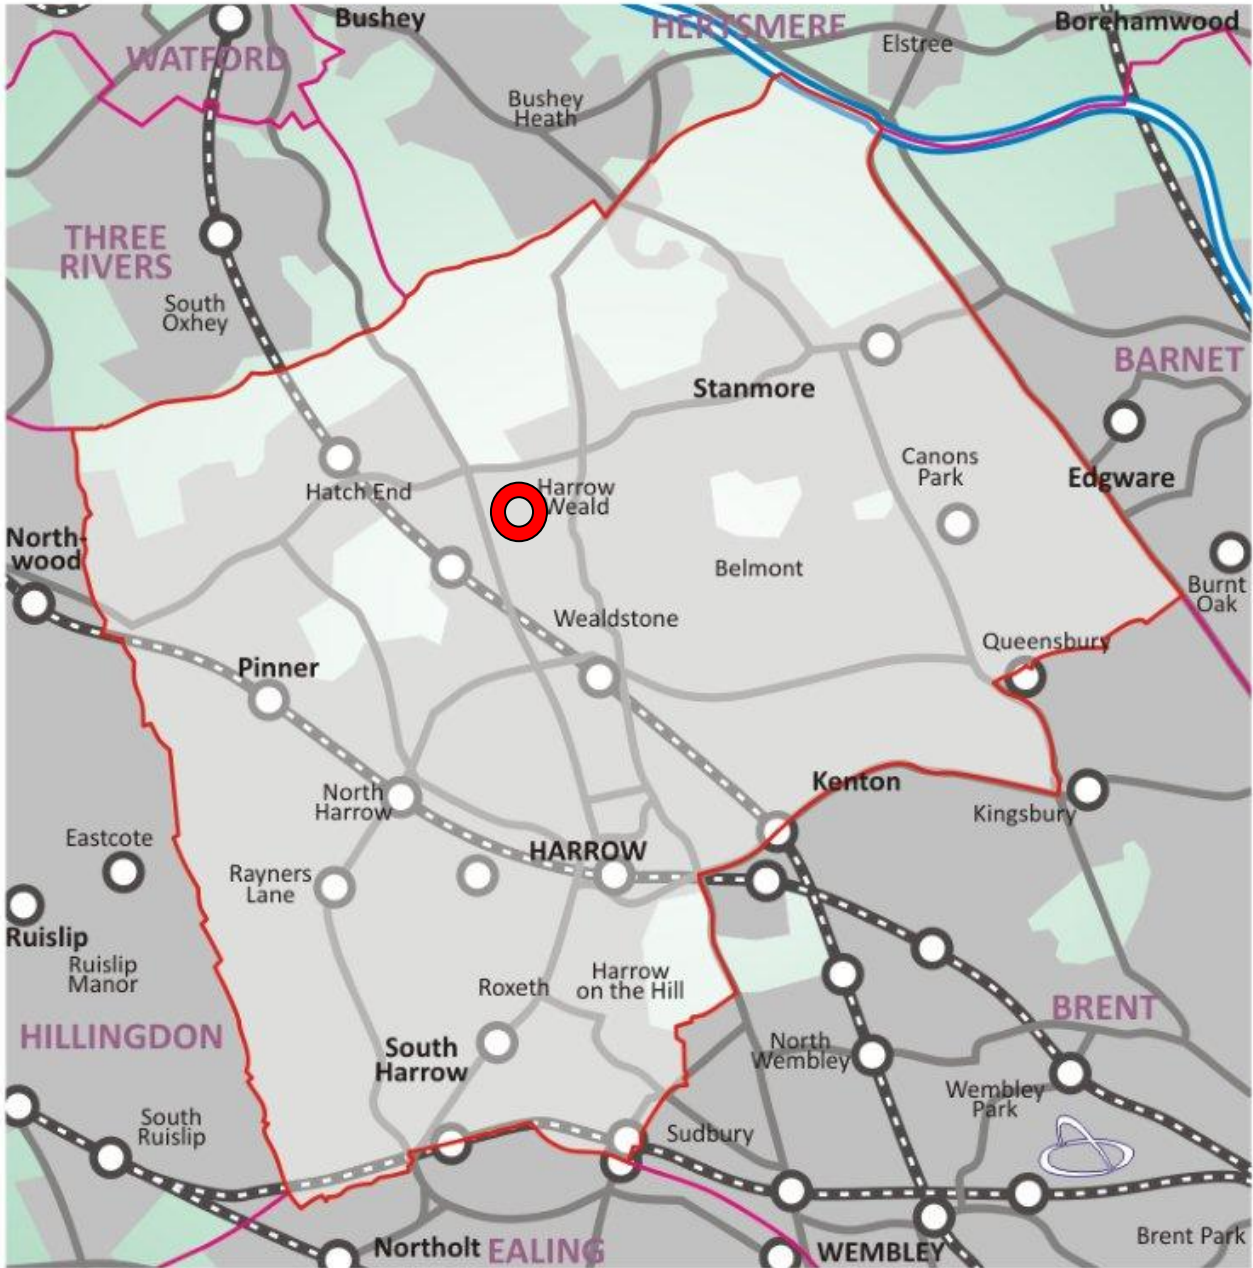 Bushey
HERTSMERE
Borehamwood
Elstree
WATFORD
Bushey
Heath
THREE
RIVERS
South
Oxhey
BARNET
Stanmore
Canons
Park
Edgware
Hatch End
Harrow
Weald
North-
wood
Belmont
Burnt
Oak
Wealdstone
Queensbury
Pinner
Kenton
North
Harrow
Kingsbury
Eastcote
HARROW
Rayners
Lane
Ruislip
Ruislip
Manor
Harrow
on the Hill
Roxeth
BRENT
HILLINGDON
South
Harrow
North
Wembley
Wembley
Park
South
Ruislip
Sudbury
Northolt
EALING
WEMBLEY
Brent Park